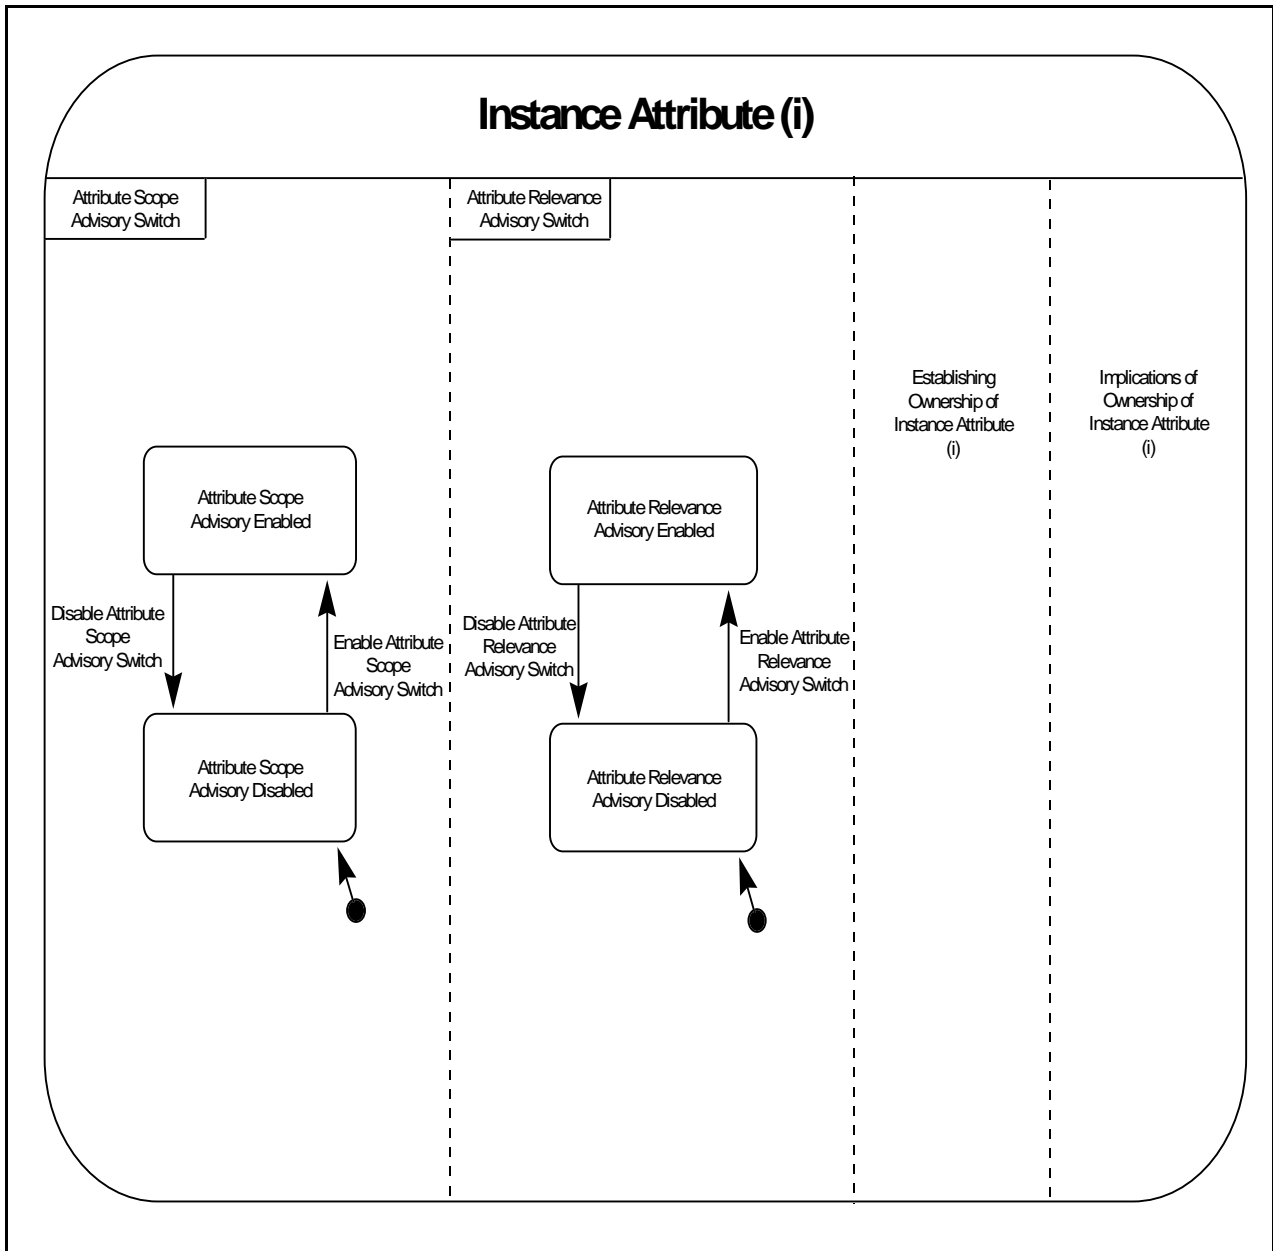 Instance Attribute (i)
Attribute Scope
Advisory Switch
Attribute Relevance
Advisory Switch
Establishing
Ownership of
Instance Attribute
(i)
Implications of
Ownership of
Instance Attribute
(i)
Attribute Scope
Advisory Enabled
Attribute Relevance
Advisory Enabled
Disable Attribute
Scope
Advisory Switch
Enable Attribute
Scope
Advisory Switch
Disable Attribute
Relevance
Advisory Switch
Enable Attribute
Relevance
Advisory Switch
Attribute Scope
Advisory Disabled
Attribute Relevance
Advisory Disabled